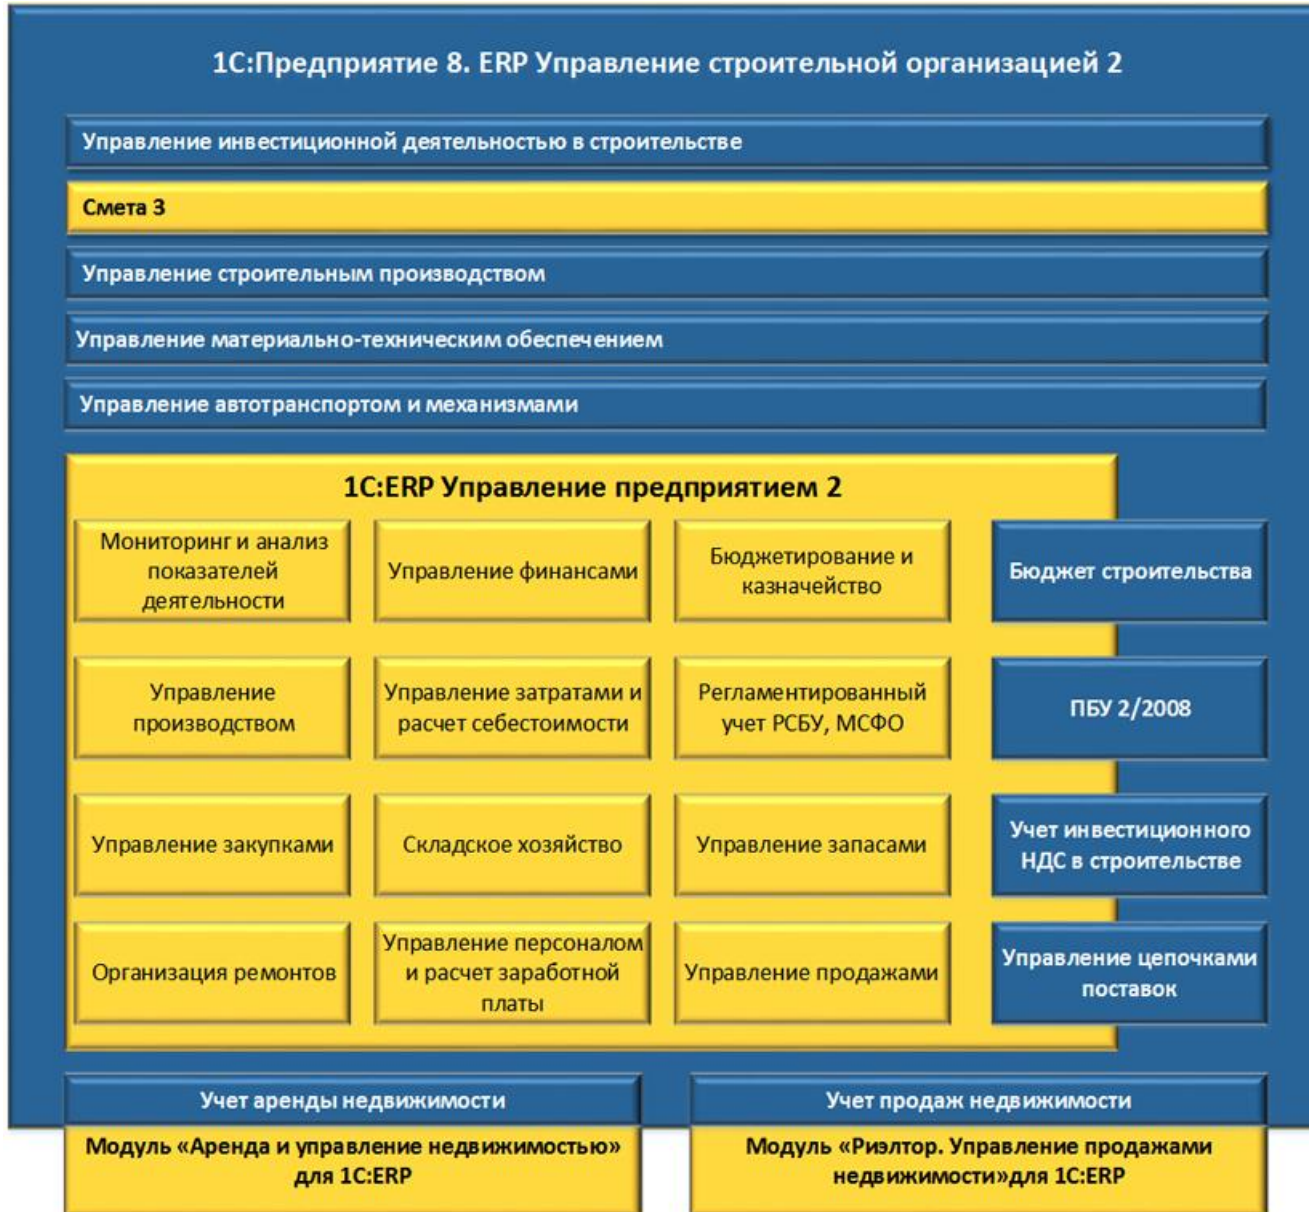 1С:Предприятие 8. ERP Управление строительной организацией 2
Управление инвестиционной деятельностью в строительстве
Смета 3
Управление строительным производством
Управление материально-техническим обеспечением
Управление автотранспортом и механизмами
1С:ERP Управление предприятием 2
Мониторинг и анализ
показателей
деятельности
Управление финансами
Бюджетирование и
казначейство
Бюджет строительства
Управление
производством
Управление затратами и
расчет себестоимости
Регламентированный
учет РСБУ, МСФО
ПБУ 2/2008
Управление закупками
Складское хозяйство
Управление запасами
Учет инвестиционного
НДС в строительстве
Организация ремонтов
Управление персоналом
и расчет заработной
платы
Управление продажами
Управление цепочками
поставок
Учет аренды недвижимости
Модуль «Аренда и управление недвижимостью»
для 1С:ERP
Учет продаж недвижимости
Модуль «Риэлтор. Управление продажами
недвижимости»для 1С:ERP